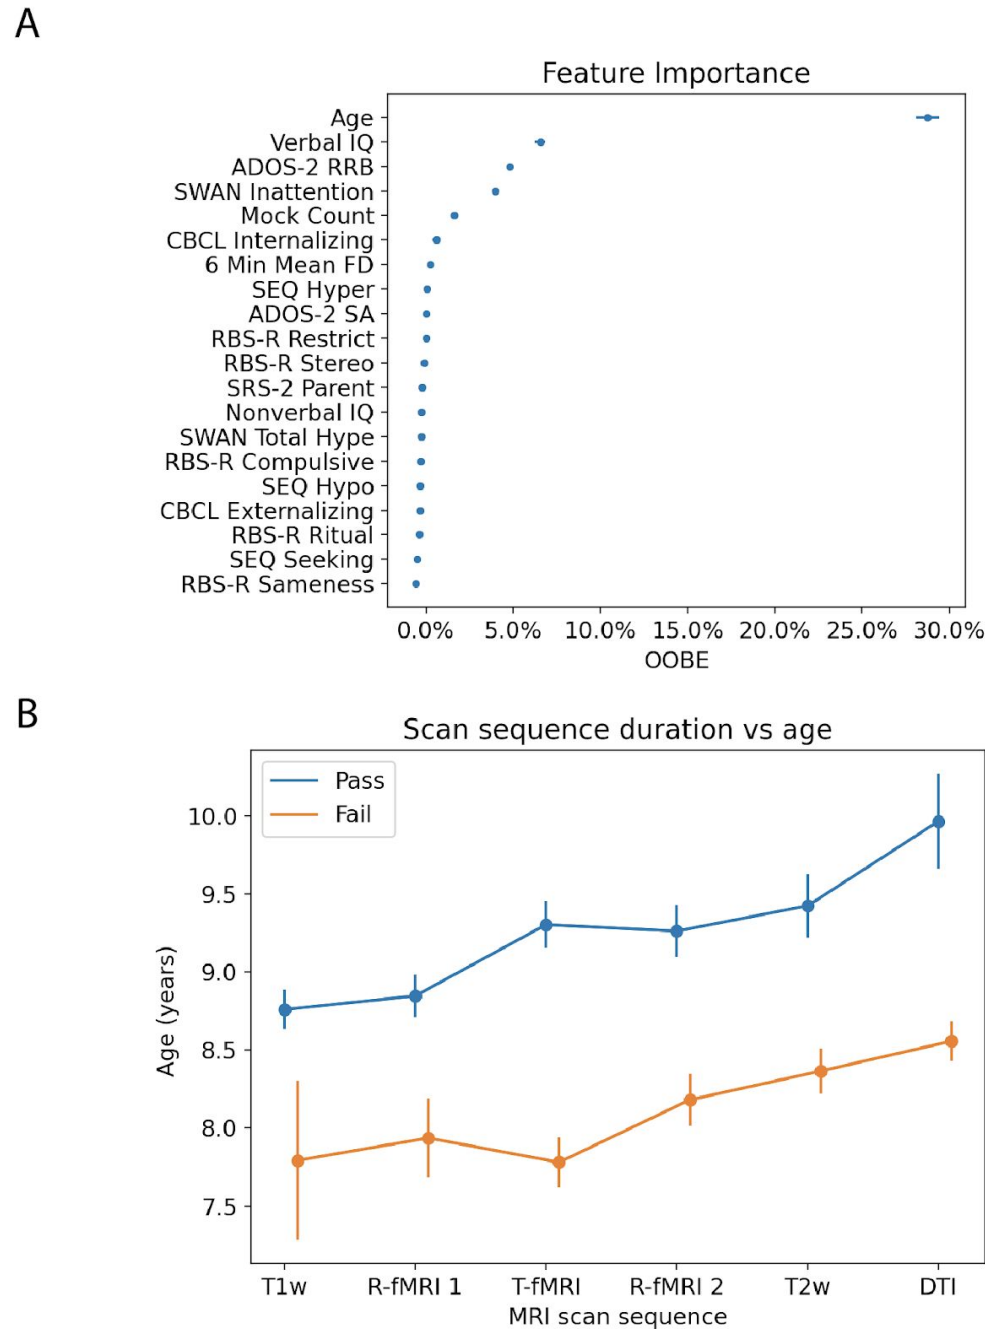 A
Feature Importance
Age
Verbal IQ
ADOS-2 RRB
SWAN Inattention
Mock Count
CBCL Internalizing
6 Min Mean FD
SEQ Hyper
ADOS-2 SA
RBS-R Restrict
RBS-R Stereo
SRS-2 Parent
Nonverbal IQ
SWAN Total Hype
RBS-R Compulsive
SEQ Hypo
CBCL Externalizing
RBS-R Ritual
SEQ Seeking
RBS-R Sameness
0.0% 5.0% 10.0% 15.0% 20.0% 25.0% 30.0%
OOBE
B
Scan sequence duration vs age
Pass
Fail
10.0
9.5
9.0
8.5
8.0
7.5
Age (years)
T1w R-fMRI 1 T-fMRI R-fMRI 2 T2w DTI
MRI scan sequence